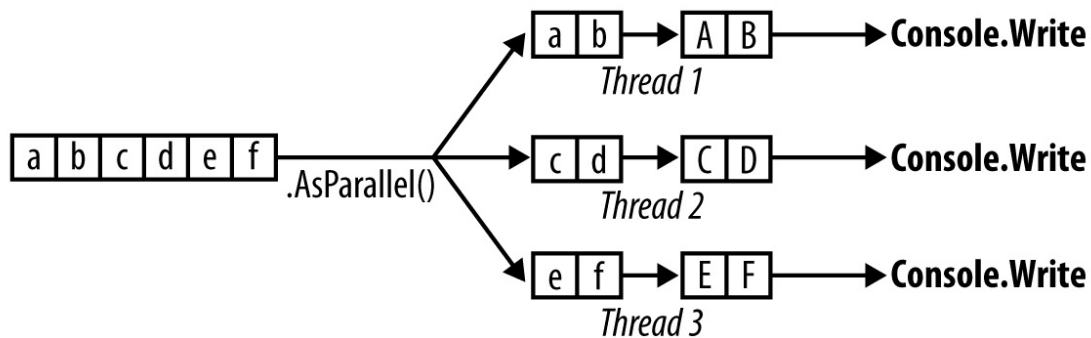 a b A B Console.Write
Thread 1
a b c d e f c d C D Console.Write
.AsParallel()
Thread 2
e f E F Console.Write
Thread 3